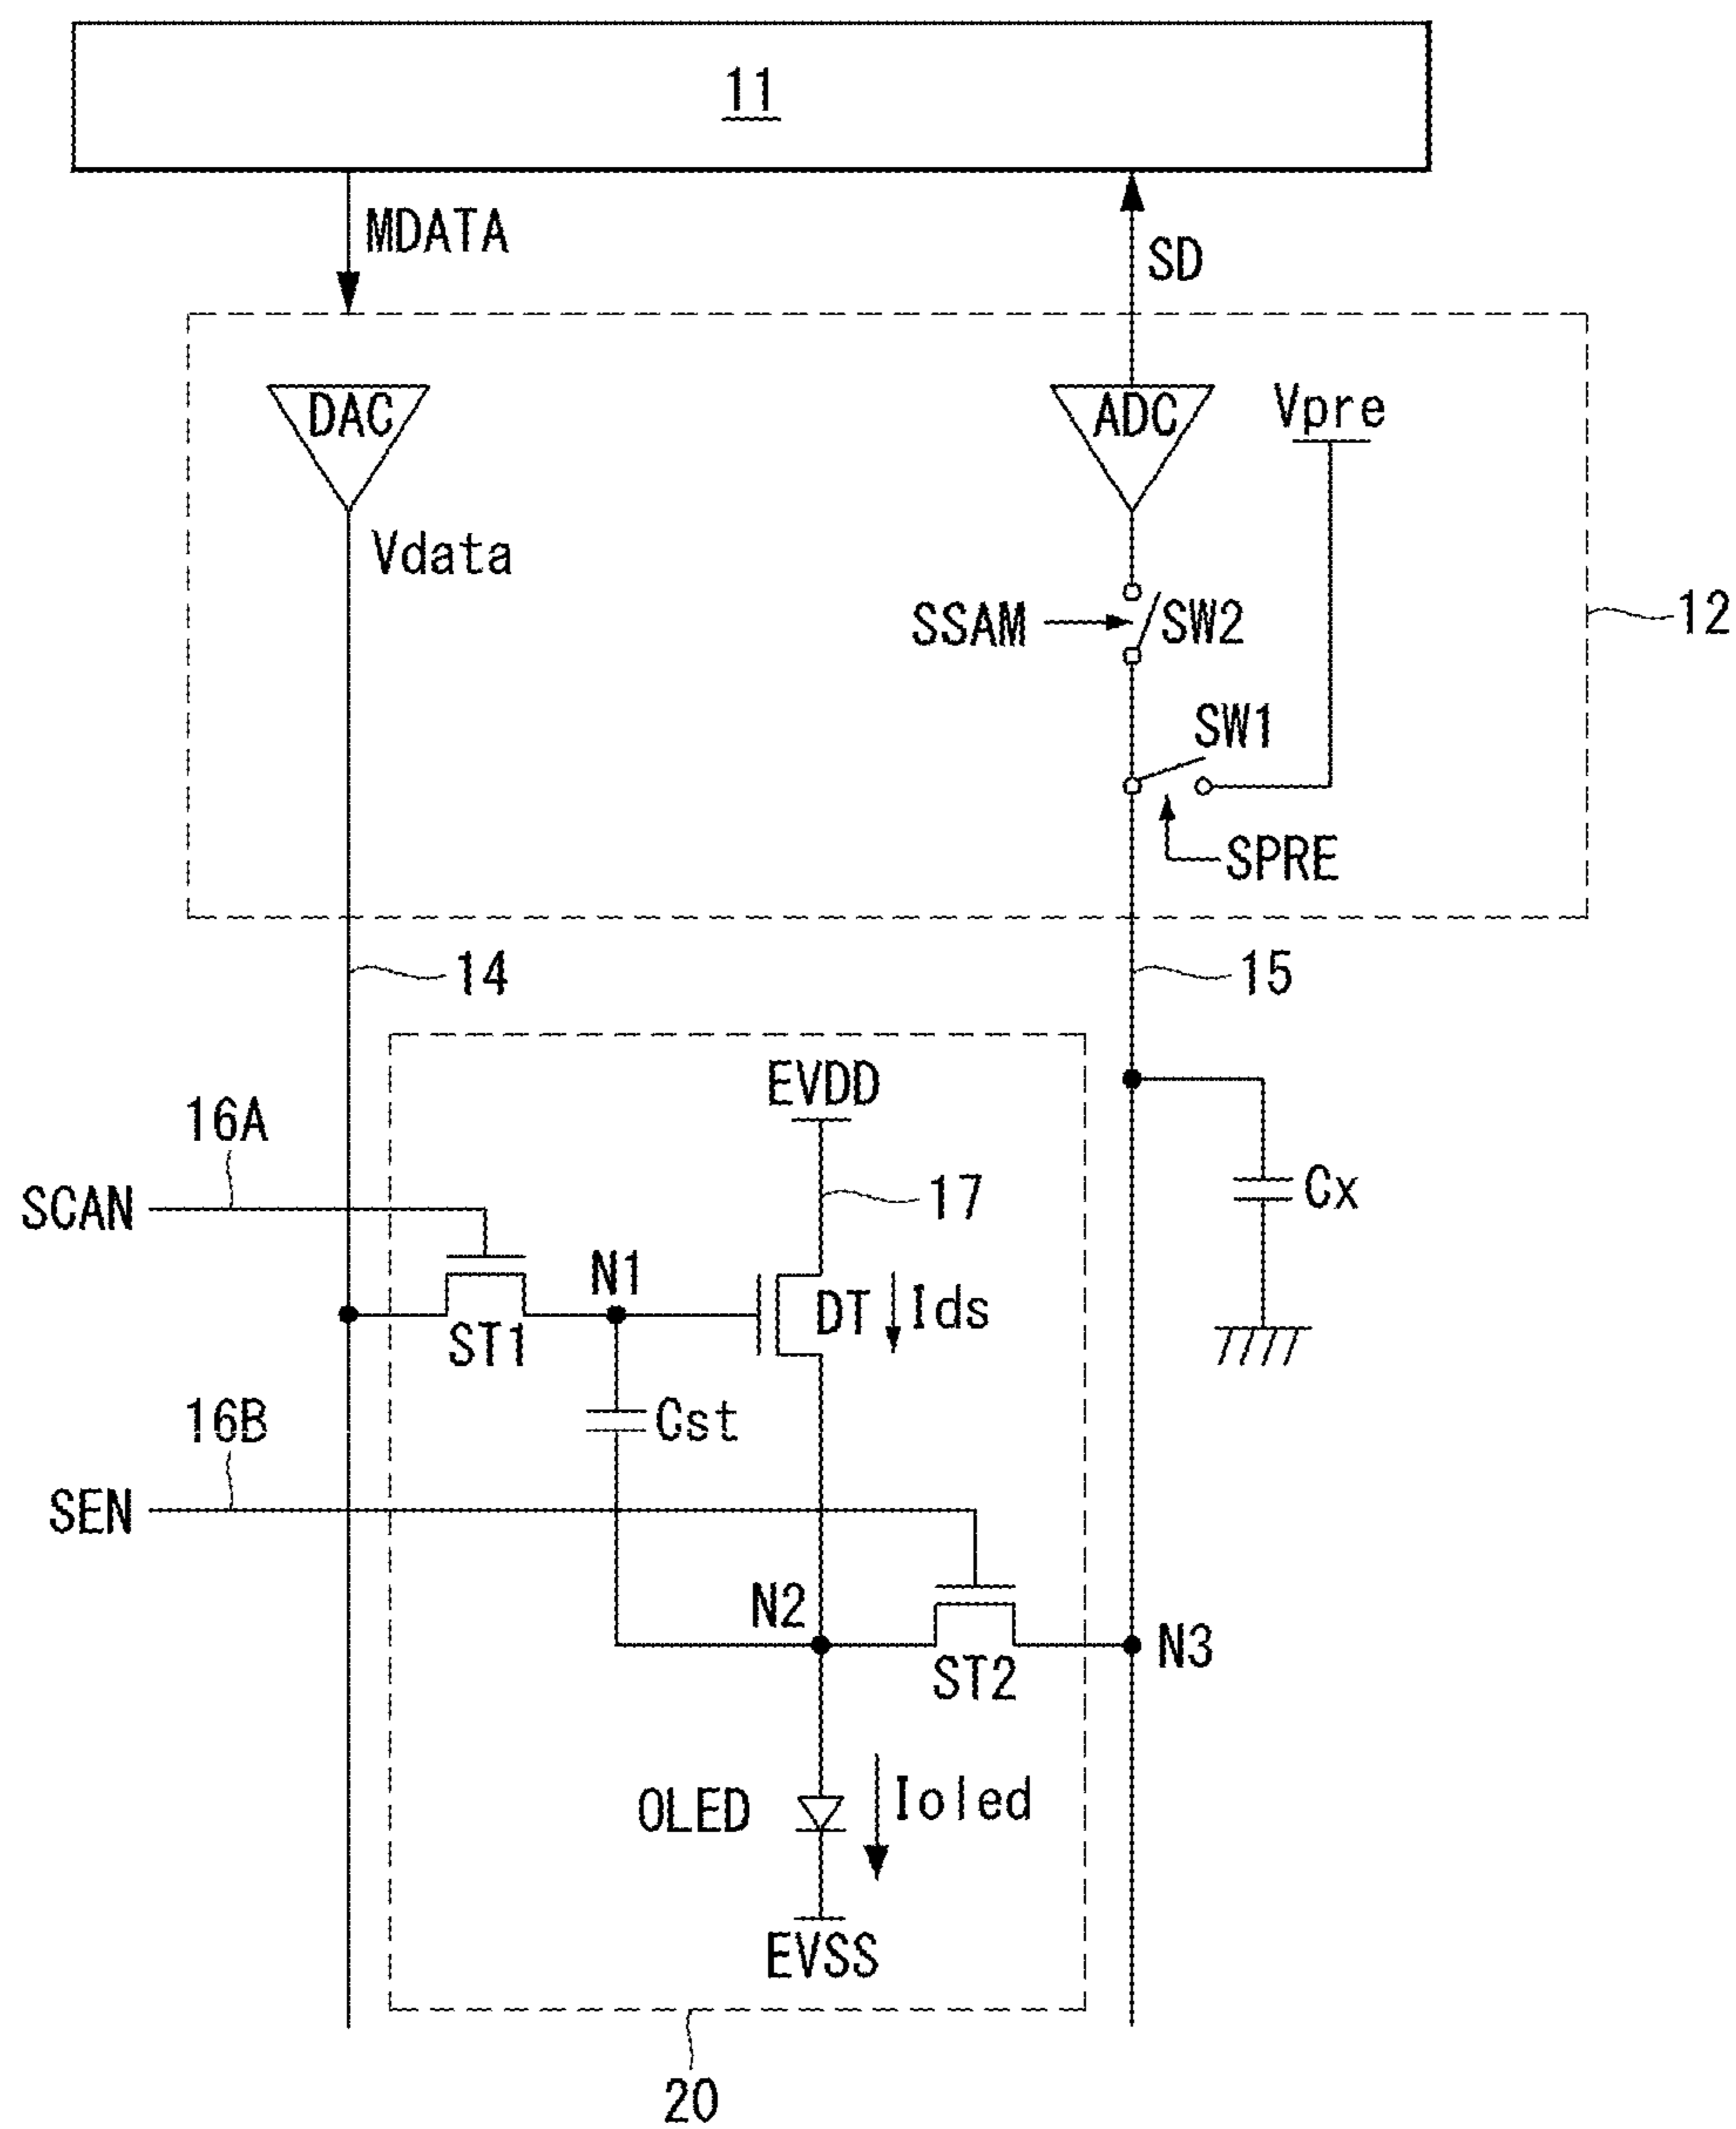 11
MDATA
SD
DAC
ADC
Vpre
Vdata
SSAM
SW2
12
SW1
SPRE
14
15
EVDD
16A
17
Cx
SCAN
N1
DT
Ids
ST1
16B
Cst
SEN
N2
N3
ST2
OLED
Ioled
EVSS
20